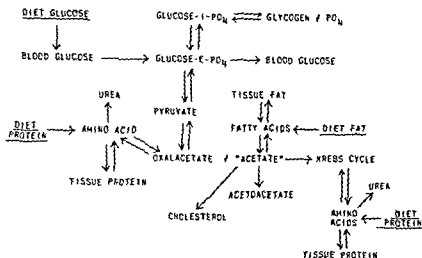 DIET GLUCOSE
GLUCOSE-1-PO4 GLYCOGEN + PO4
BLOOD GLUCOSE GLUCOSE-6-PO4 BLOOD GLUCOSE
UREA
PYRUVATE
TISSUE FAT
DIET PROTEIN
AMINO ACID
FATTY ACIDS DIET FAT
OXALACETATE + "ACETATE" KREBS CYCLE
TISSUE PROTEIN
ACETOACETATE
UREA
CHOLESTEROL
AMINO ACIDS
DIET PROTEIN
TISSUE PROTEIN